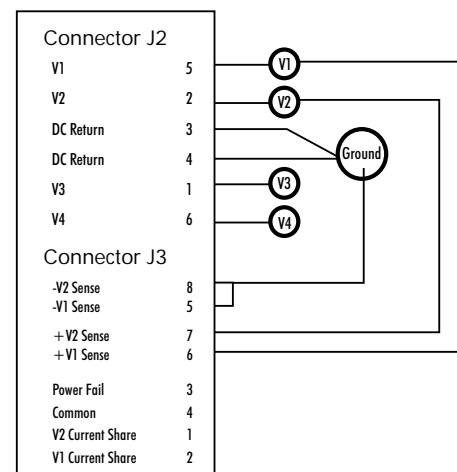 Connector J2
V1 5 V1
V2 2 V2
DC Return 3
DC Return 4 Ground
V3 1 V3
V4 6 V4
Connector J3
-V2 Sense 8
-V1 Sense 5
+V2 Sense 7
+V1 Sense 6
Power Fail 3
Common 4
V2 Current Share 1
V1 Current Share 2